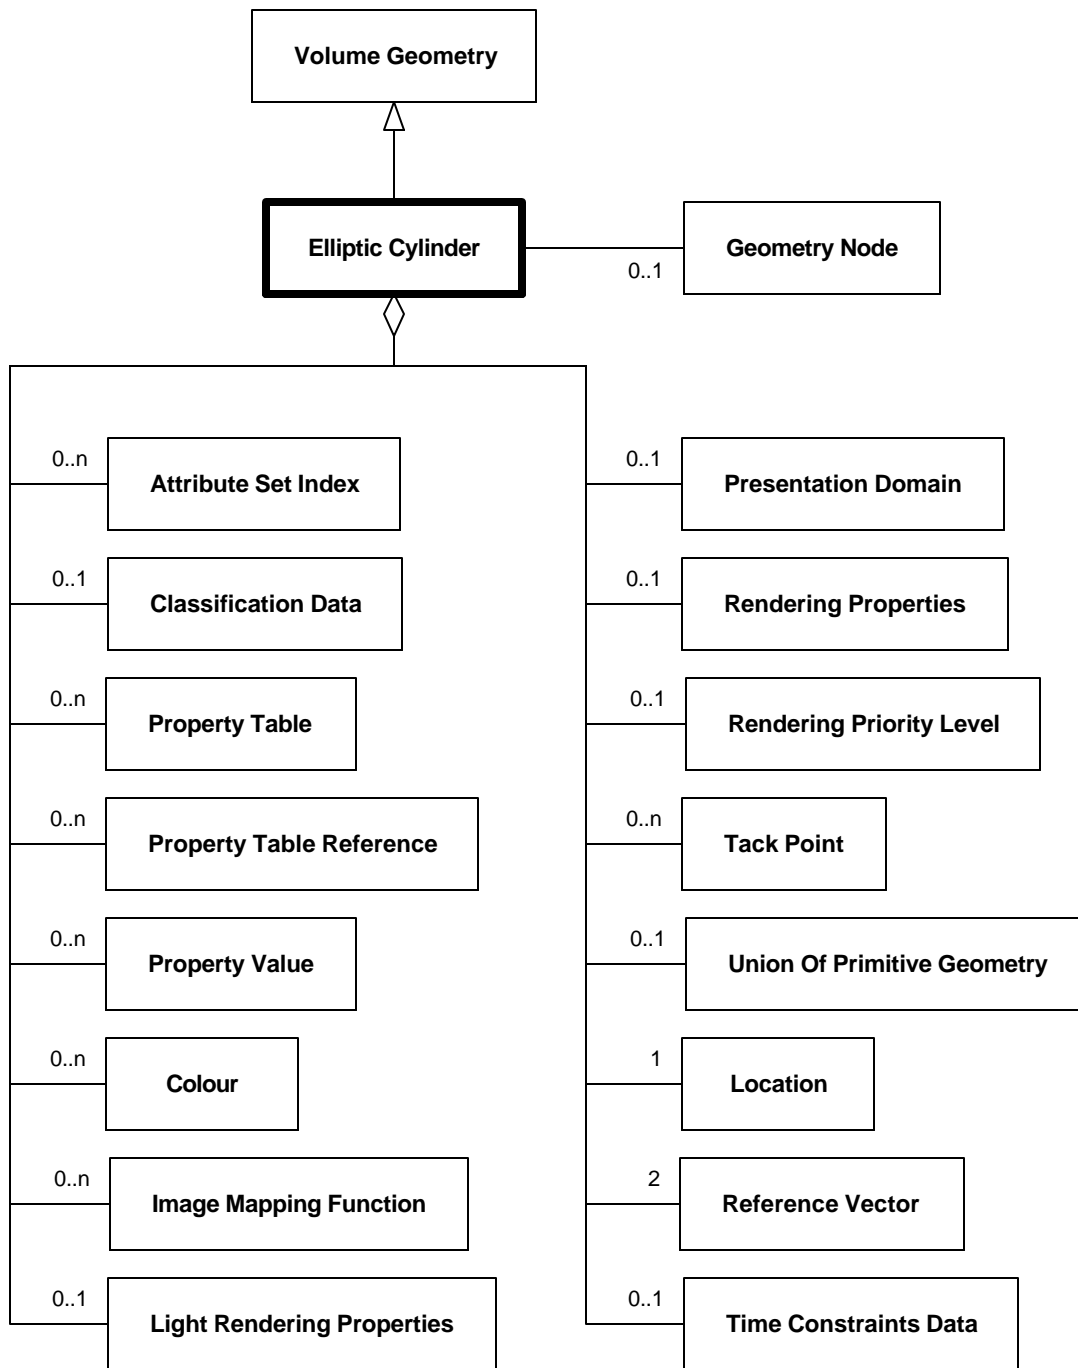 Volume Geometry
Elliptic Cylinder
Geometry Node
0..1
0..n
Attribute Set Index
0..1
Classification Data
0..n
Property Table
0..n
Property Table Reference
0..n
Property Value
0..n
Colour
0..n
Image Mapping Function
0..1
Light Rendering Properties
0..1
Presentation Domain
0..1
Rendering Properties
0..1
Rendering Priority Level
0..n
Tack Point
0..1
Union Of Primitive Geometry
1
Location
2
Reference Vector
0..1
Time Constraints Data